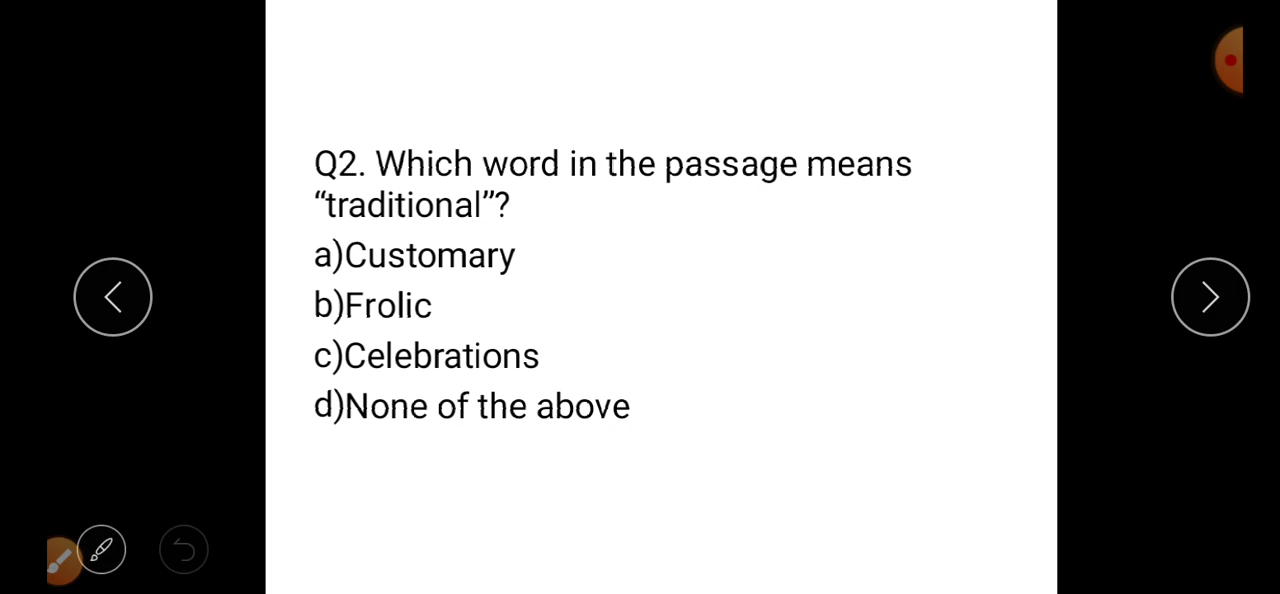 Q2. Which word in the passage means
“traditional”?
a)Customary
b)Frolic
c)Celebrations
d)None of the above